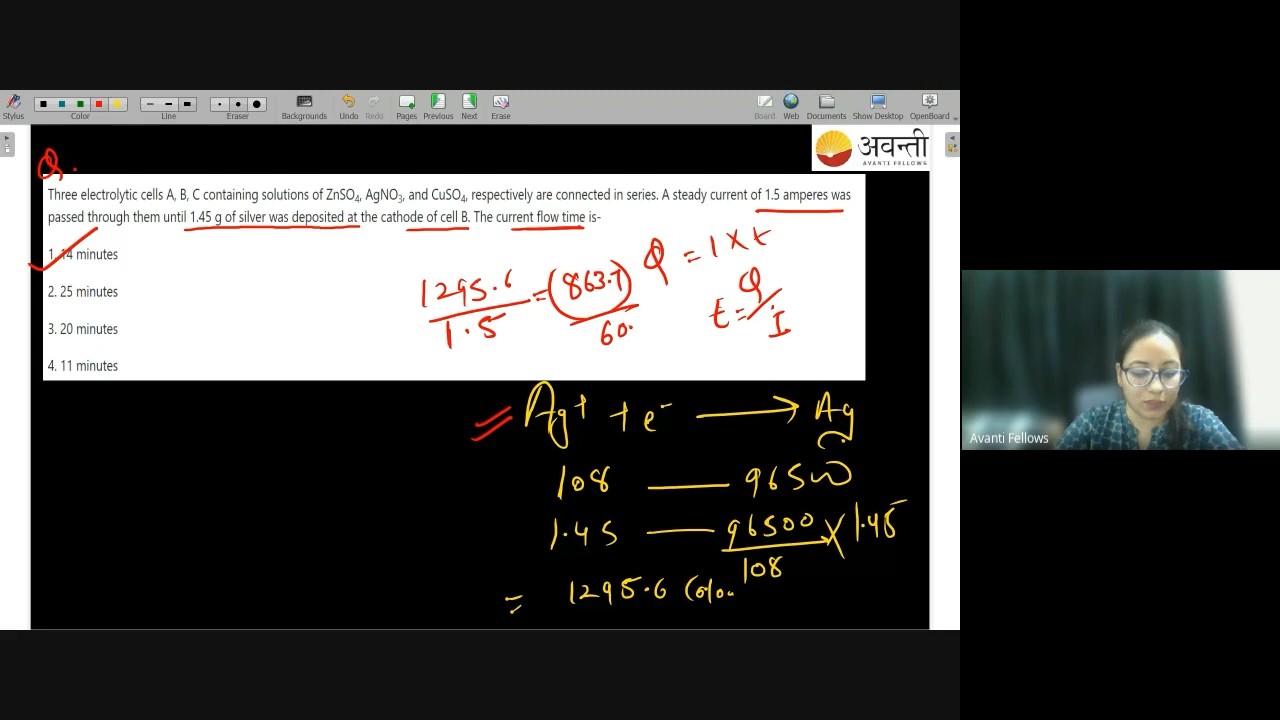 Stylus
Color
Line
Eraser
Backgrounds
Undo
Redo
Pages
Previous
Next
Erase
Board
Web
Documents
Show Desktop
OpenBoard
अवन्ती
AVANTI FELLOWS
Q.
Three electrolytic cells A, B, C containing solutions of ZnSO₄, AgNO₃, and CuSO₄, respectively are connected in series. A steady current of 1.5 amperes was
passed through them until 1.45 g of silver was deposited at the cathode of cell B. The current flow time is-
1. 14 minutes
2. 25 minutes
3. 20 minutes
4. 11 minutes
Q = I × t
1295.6/1.5 = 863.7/60.
t = Q/I
Ag⁺ + e⁻ → Ag
108 — 96500
1.45 — 96500/108 × 1.45
= 1295.6 Colou
Avanti Fellows